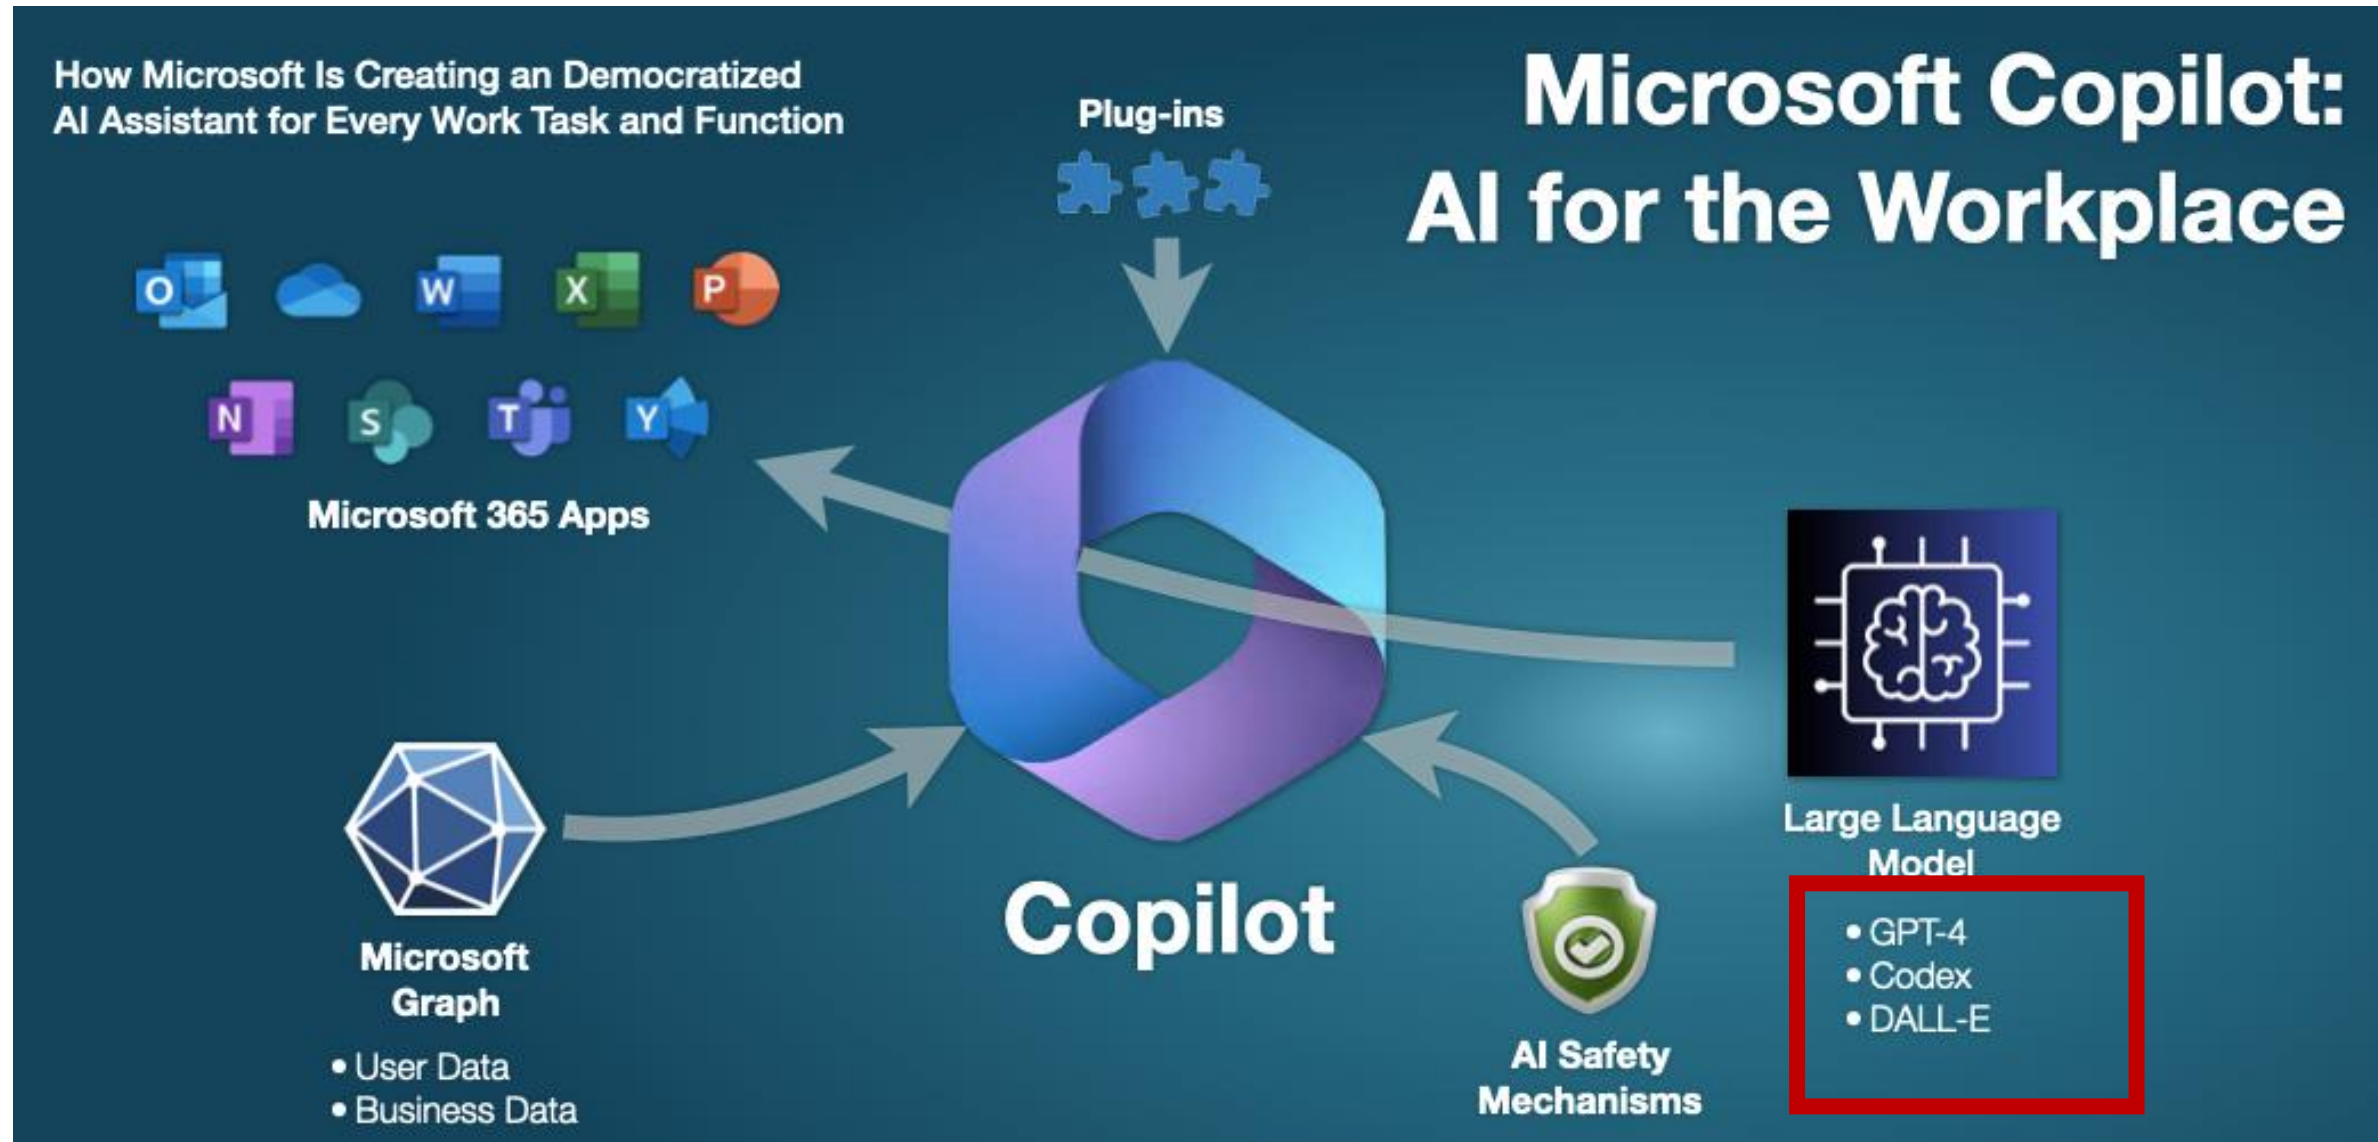 How Microsoft Is Creating an Democratized
AI Assistant for Every Work Task and Function
Microsoft Copilot:
AI for the Workplace
Plug-ins
O
W
X
P
N
S
T
Y
Microsoft 365 Apps
Large Language
Model
• GPT-4
• Codex
• DALL-E
Copilot
Microsoft
Graph
• User Data
• Business Data
AI Safety
Mechanisms